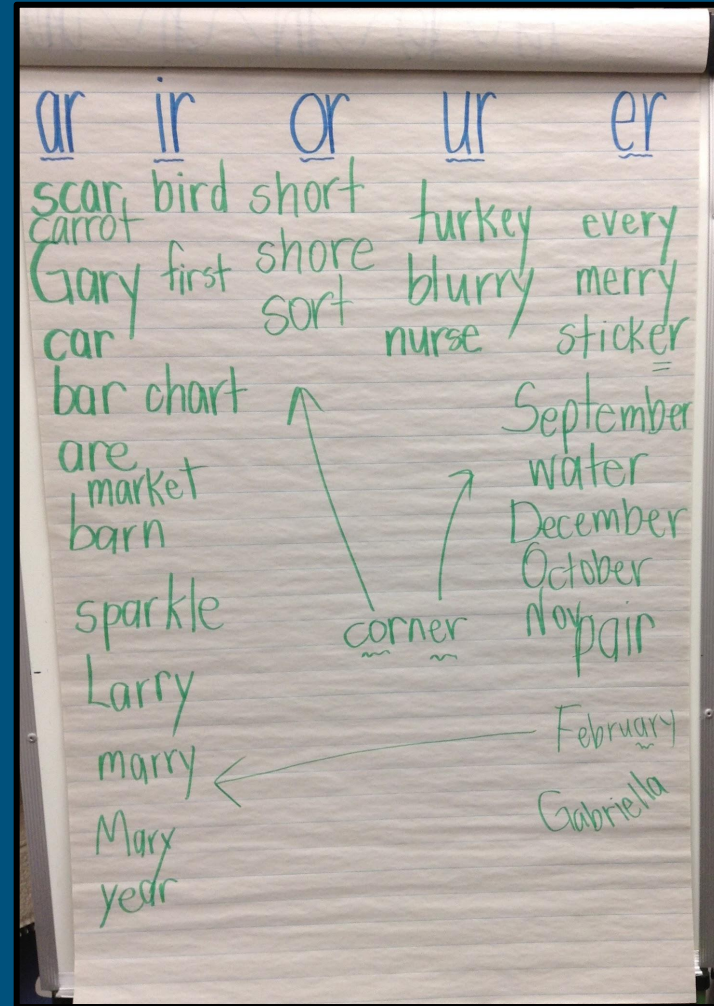 ar ir or ur er
scar bird short turkey every
carrot
Gary first shore blurry merry
car sort nurse sticker
bar chart
September
are
market
water
barn
December
October
sparkle
corner
Nov
pair
Larry
February
marry
Gabriella
Mary
year